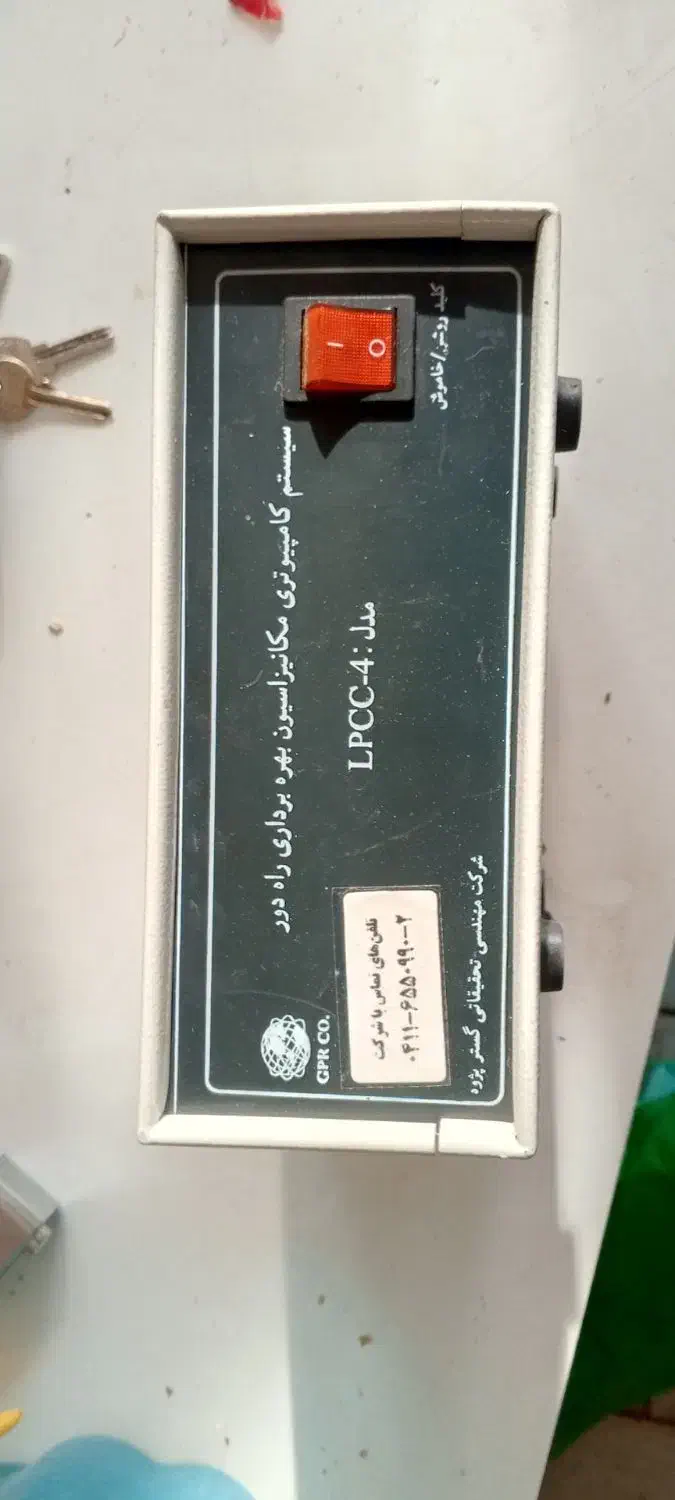 سیستم کامپیوتری مکانیزاسیون بهره برداری راه دور
مدل : LPCC-4
کلید روشن/خاموش
I O
GPR CO.
تلفن‌های تماس با شرکت
۰۴۱۱-۶۵۵۰۹۹۰-۲
شرکت مهندسی تحقیقاتی گستر پژوه